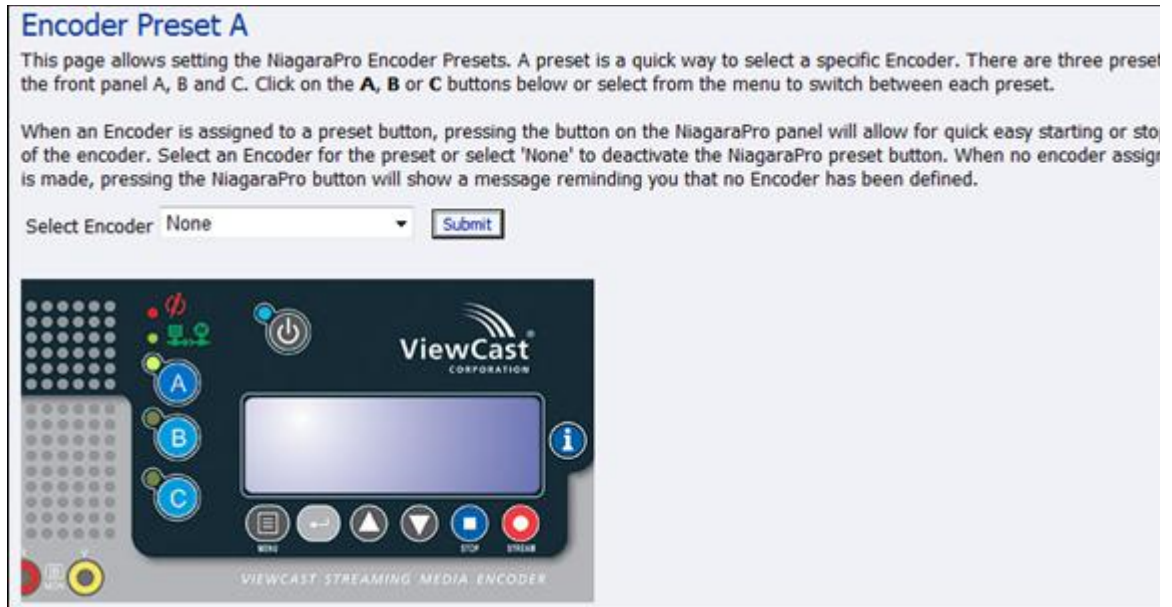 Encoder Preset A
This page allows setting the NiagaraPro Encoder Presets. A preset is a quick way to select a specific Encoder. There are three preset
the front panel A, B and C. Click on the A, B or C buttons below or select from the menu to switch between each preset.
When an Encoder is assigned to a preset button, pressing the button on the NiagaraPro panel will allow for quick easy starting or sto
of the encoder. Select an Encoder for the preset or select 'None' to deactivate the NiagaraPro preset button. When no encoder assig
is made, pressing the NiagaraPro button will show a message reminding you that no Encoder has been defined.
Select Encoder None Submit
ViewCast®
CORPORATION
A
B
i
C
MENU STOP STREAM
VIEWCAST STREAMING MEDIA ENCODER